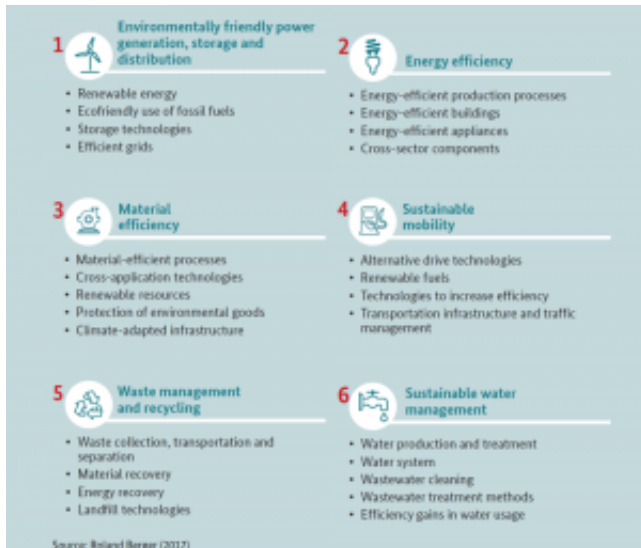 1
Environmentally friendly power
generation, storage and
distribution
• Renewable energy
• Ecofriendly use of fossil fuels
• Storage technologies
• Efficient grids
2
Energy efficiency
• Energy-efficient production processes
• Energy-efficient buildings
• Energy-efficient appliances
• Cross-sector components
3
Material
efficiency
• Material-efficient processes
• Cross-application technologies
• Renewable resources
• Protection of environmental goods
• Climate-adapted infrastructure
4
Sustainable
mobility
• Alternative drive technologies
• Renewable fuels
• Technologies to increase efficiency
• Transportation infrastructure and traffic
management
5
Waste management
and recycling
• Waste collection, transportation and
separation
• Material recovery
• Energy recovery
• Landfill technologies
6
Sustainable water
management
• Water production and treatment
• Water system
• Wastewater cleaning
• Wastewater treatment methods
• Efficiency gains in water usage
Source: Roland Berger (2017)